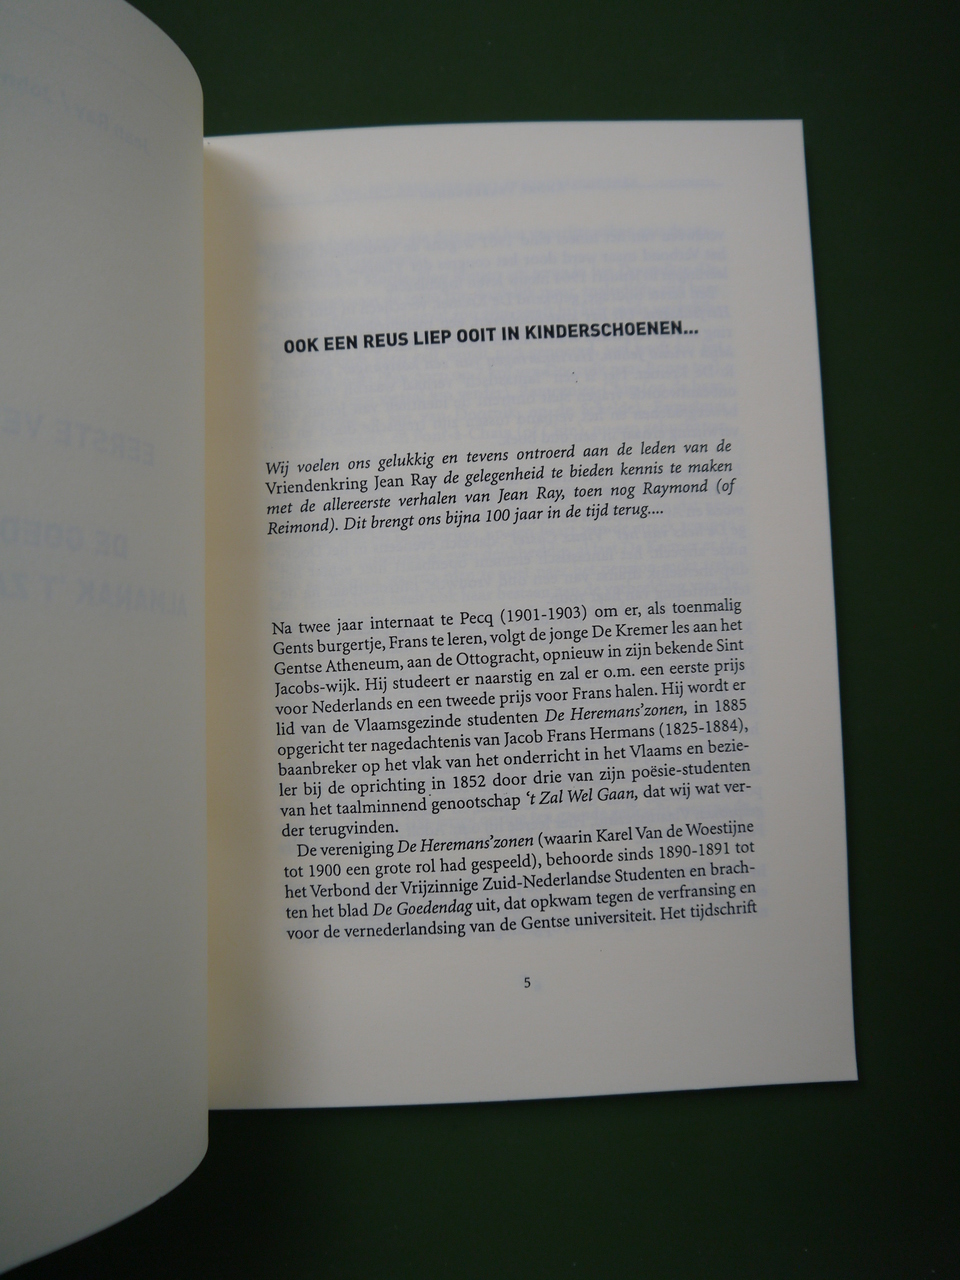 OOK EEN REUS LIEP OOIT IN KINDERSCHOENEN...
Wij voelen ons gelukkig en tevens ontroerd aan de leden van de
Vriendenkring Jean Ray de gelegenheid te bieden kennis te maken
met de allereerste verhalen van Jean Ray, toen nog Raymond (of
Reimond). Dit brengt ons bijna 100 jaar in de tijd terug....
Na twee jaar internaat te Pecq (1901-1903) om er, als toenmalig
Gents burgertje, Frans te leren, volgt de jonge De Kremer les aan het
Gentse Atheneum, aan de Ottogracht, opnieuw in zijn bekende Sint
Jacobs-wijk. Hij studeert er naarstig en zal er o.m. een eerste prijs
voor Nederlands en een tweede prijs voor Frans halen. Hij wordt er
lid van de Vlaamsgezinde studenten De Heremans'zonen, in 1885
opgericht ter nagedachtenis van Jacob Frans Hermans (1825-1884),
baanbreker op het vlak van het onderricht in het Vlaams en bezie-
ler bij de oprichting in 1852 door drie van zijn poësie-studenten
van het taalminnend genootschap 't Zal Wel Gaan, dat wij wat ver-
der terugvinden.
De vereniging De Heremans'zonen (waarin Karel Van de Woestijne
tot 1900 een grote rol had gespeeld), behoorde sinds 1890-1891 tot
het Verbond der Vrijzinnige Zuid-Nederlandse Studenten en brach-
ten het blad De Goedendag uit, dat opkwam tegen de verfransing en
voor de vernederlandsing van de Gentse universiteit. Het tijdschrift
5